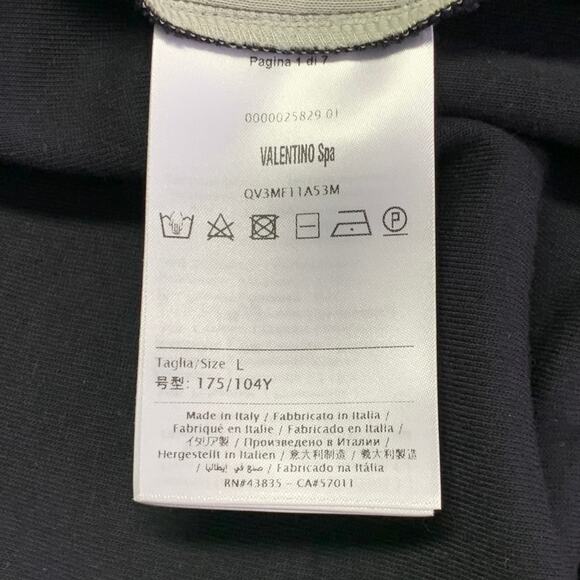 Pagina 1 di 7
0000025829 01
VALENTINO Spa
QV3MF11A53M
P
Taglia/Size L
号型: 175/104Y
Made in Italy / Fabbricato in Italia /
Fabriqué en Italie / Fabricado en Italia
/ イタリア製 / Произведено в Италии /
Hergestellt in Italien / 意大利制造 / 義大利製造
/ صنع في إيطاليا / Fabricado na Itália
RN#43835 – CA#57011